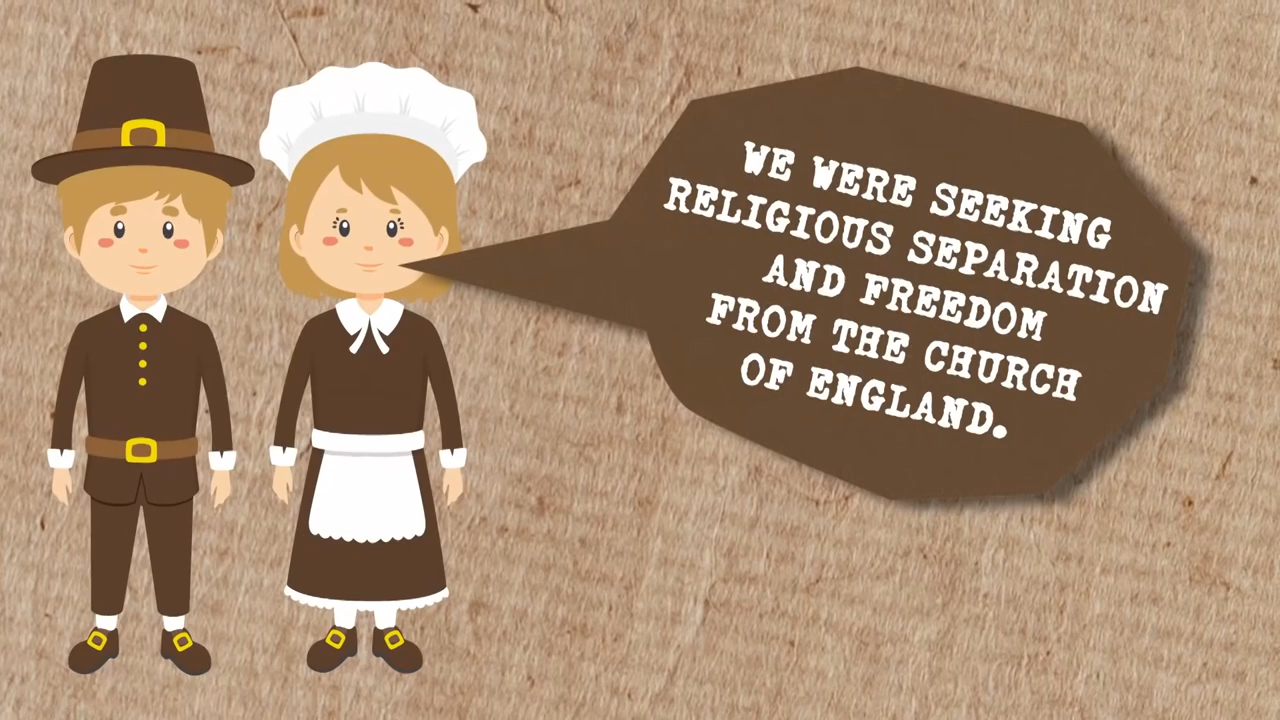 WE WERE SEEKING
RELIGIOUS SEPARATION
AND FREEDOM
FROM THE CHURCH
OF ENGLAND.